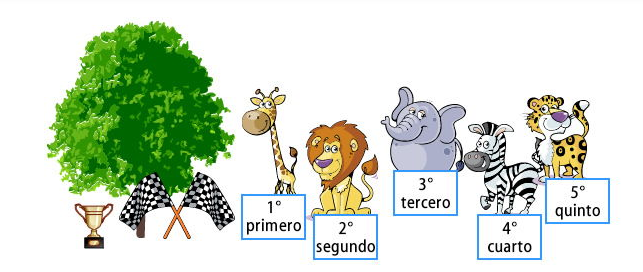 1°
primero
2°
segundo
3°
tercero
4°
cuarto
5°
quinto